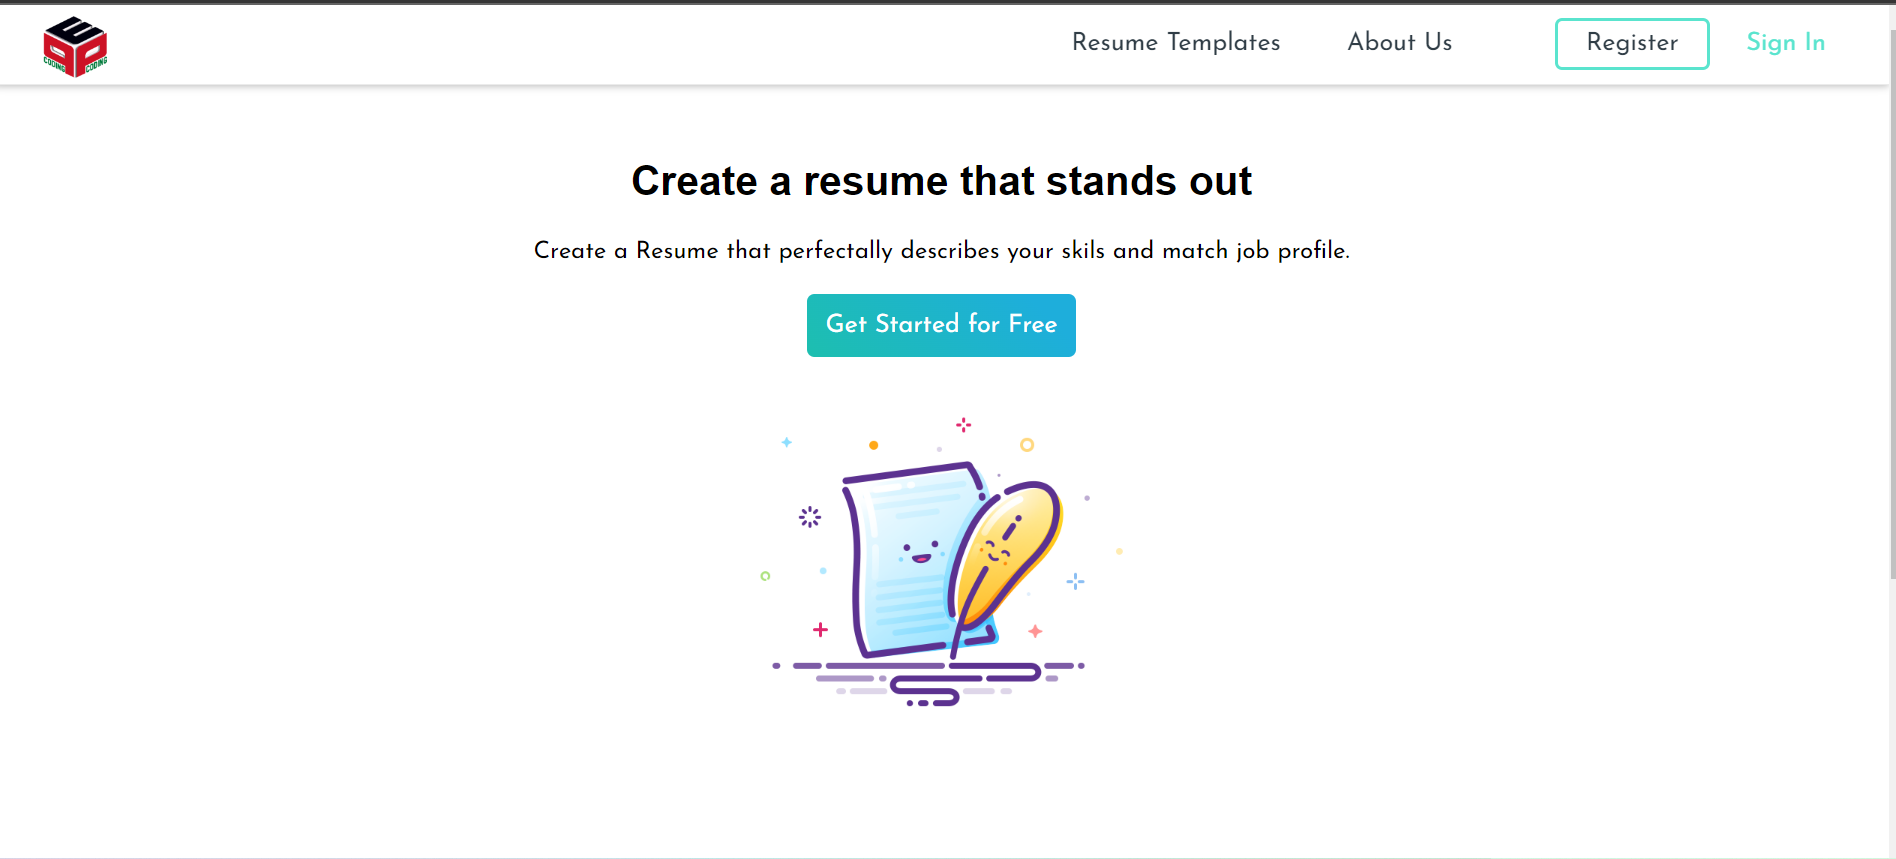 CODING CODING
Resume Templates About Us Register Sign In
Create a resume that stands out
Create a Resume that perfectally describes your skils and match job profile.
Get Started for Free